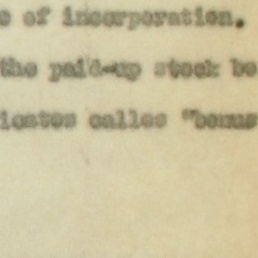 e of incorporation.
the paid-up stock be
icates calles "bonus